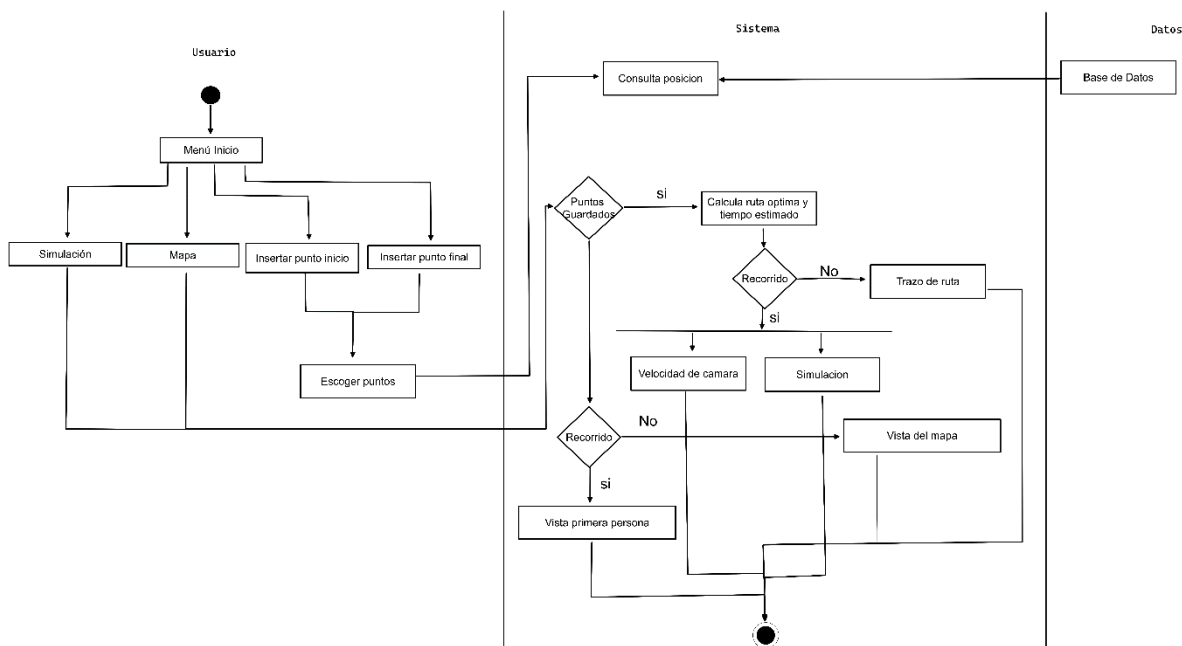 Usuario
Sistema
Datos
Consulta posicion
Base de Datos
Menú Inicio
Puntos
Guardados
si
Calcula ruta optima y
tiempo estimado
Simulación
Mapa
Insertar punto inicio
Insertar punto final
Recorrido
No
Trazo de ruta
si
Escoger puntos
Velocidad de camara
Simulacion
Recorrido
No
Vista del mapa
si
Vista primera persona